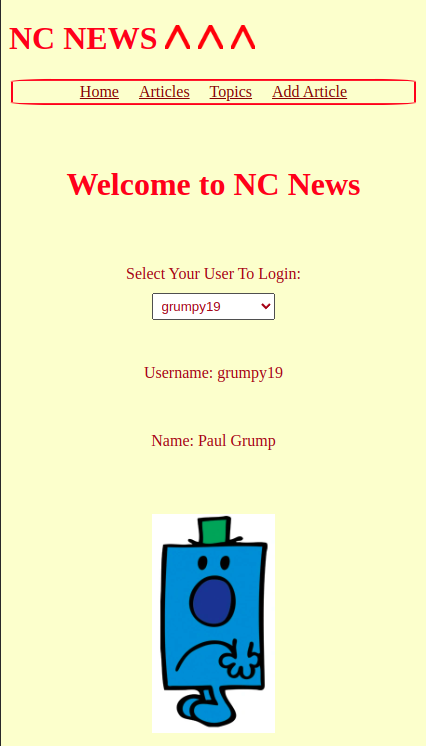 NC NEWS ^ ^ ^
Home Articles Topics Add Article
Welcome to NC News
Select Your User To Login:
grumpy19
Username: grumpy19
Name: Paul Grump